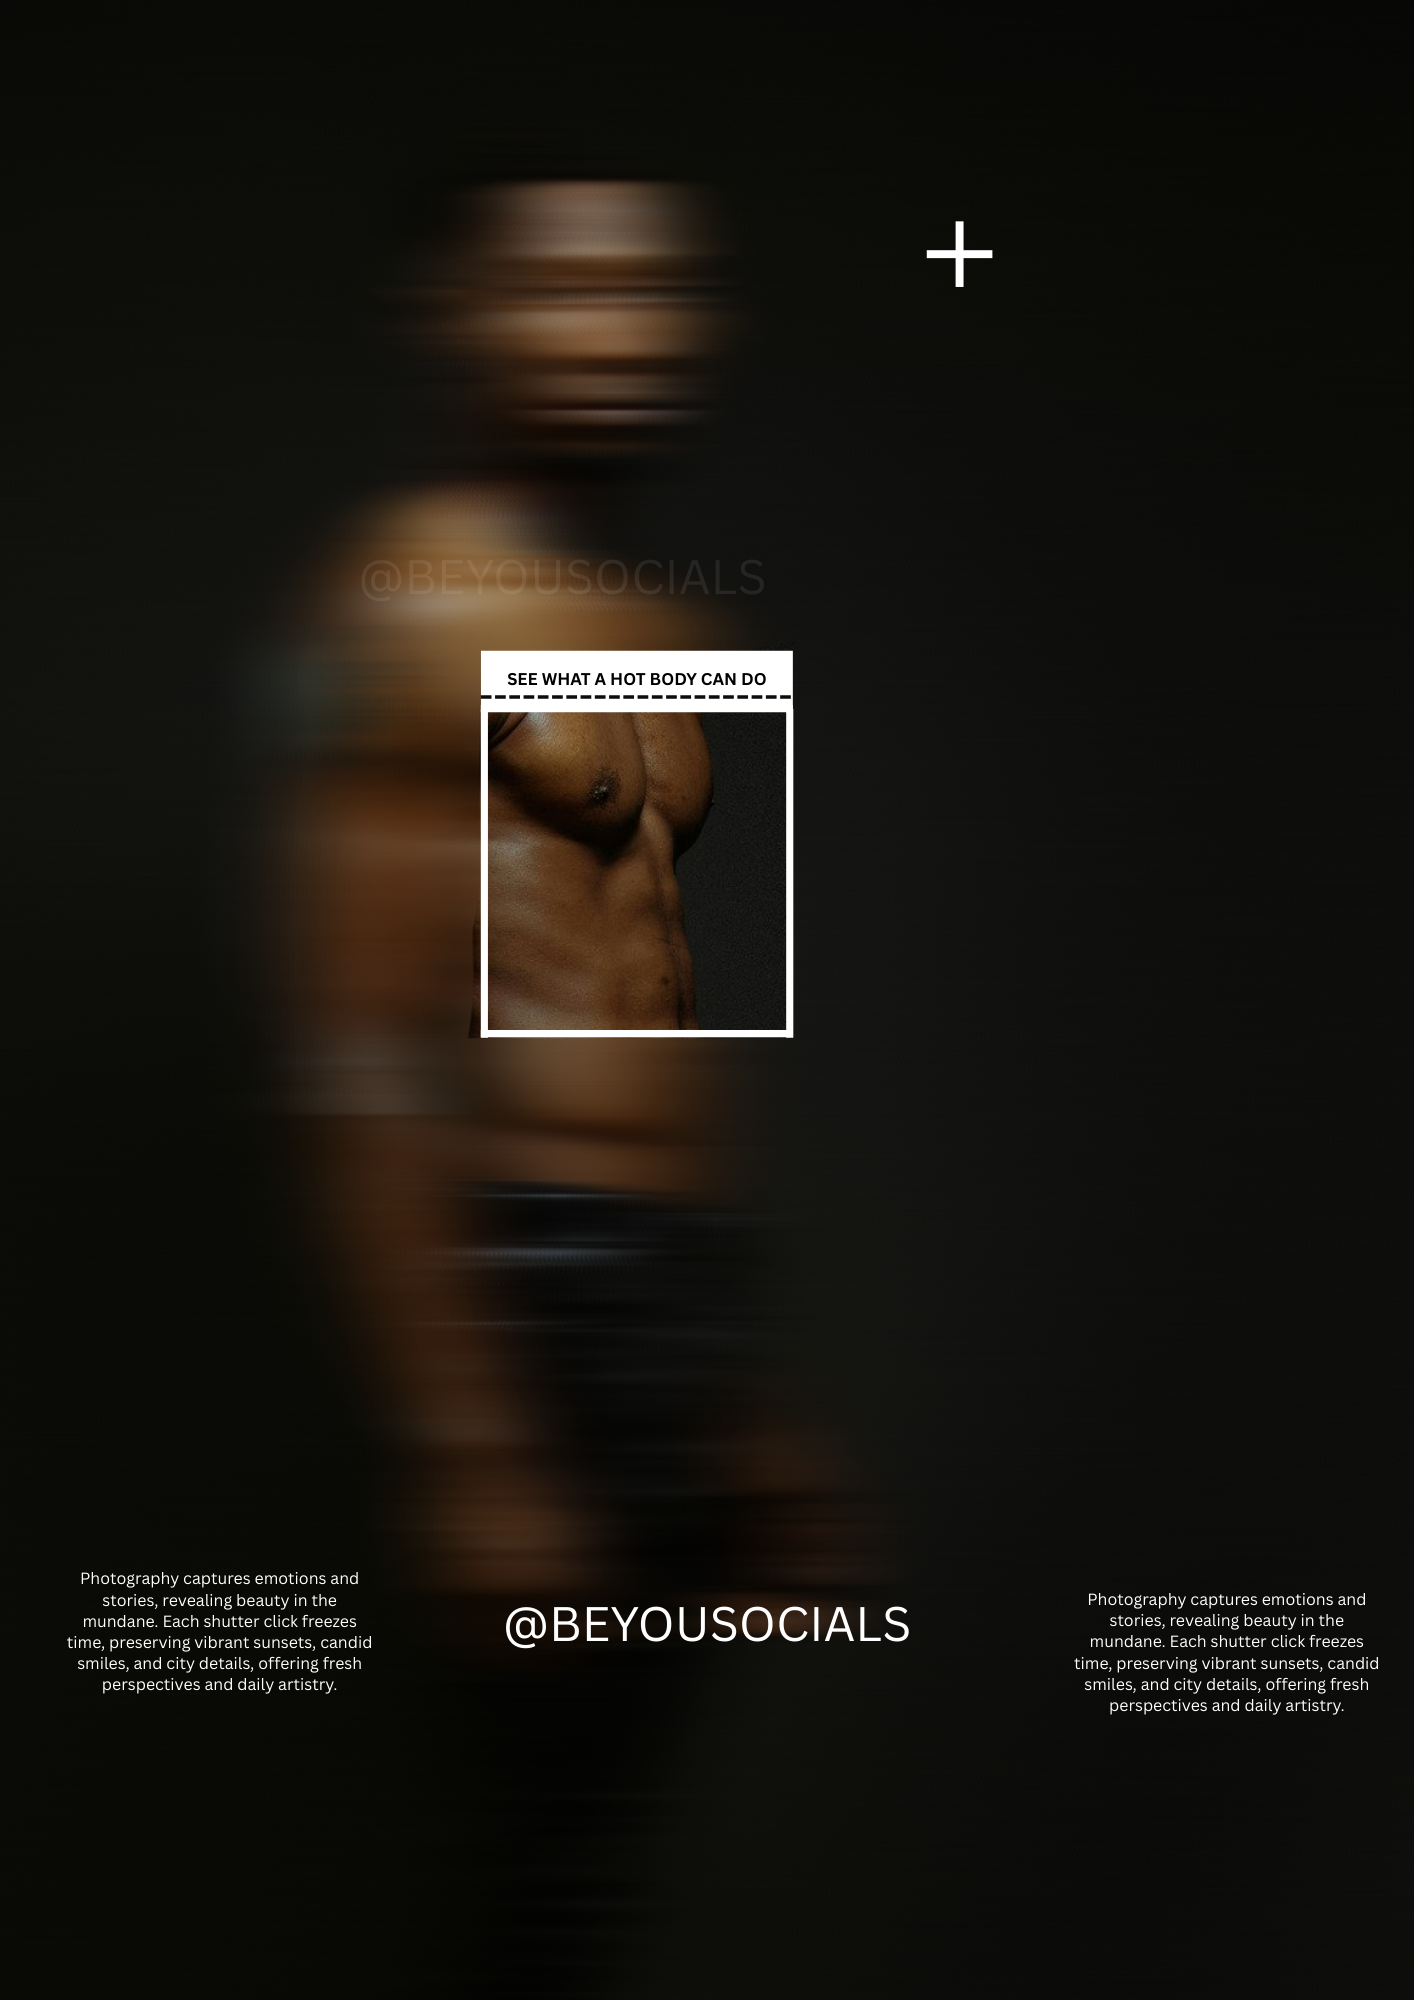 @BEYOUSOCIALS
SEE WHAT A HOT BODY CAN DO
Photography captures emotions and
stories, revealing beauty in the
mundane. Each shutter click freezes
time, preserving vibrant sunsets, candid
smiles, and city details, offering fresh
perspectives and daily artistry.
@BEYOUSOCIALS
Photography captures emotions and
stories, revealing beauty in the
mundane. Each shutter click freezes
time, preserving vibrant sunsets, candid
smiles, and city details, offering fresh
perspectives and daily artistry.